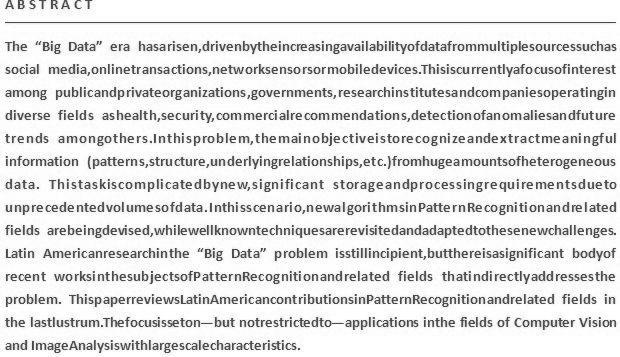 ABSTRACT
The “Big Data” era hasarisen,drivenbytheincreasingavailabilityofdatafrommultiplesourcessuchas
social media,onlinetransactions,networksensorsormobiledevices.Thisiscurrentlyafocusofinterest
among publicandprivateorganizations,governments,researchinstitutesandcompaniesoperatingin
diverse fields ashealth,security,commercialrecommendations,detectionofanomaliesandfuture
trends amongothers.Inthisproblem,themainobjectiveistorecognizeandextractmeaningful
information (patterns,structure,underlyingrelationships,etc.)fromhugeamountsofheterogeneous
data. Thistaskiscomplicatedbynew,significant storageandprocessingrequirementsdueto
unprecedentedvolumesofdata.Inthisscenario,newalgorithmsinPatternRecognitionandrelated
fields arebeingdevised,whilewellknowntechniquesarerevisitedandadaptedtothesenewchallenges.
Latin Americanresearchinthe “Big Data” problem isstillincipient,butthereisasignificant bodyof
recent worksinthesubjectsofPatternRecognitionandrelated fields thatindirectlyaddressesthe
problem. ThispaperreviewsLatinAmericancontributionsinPatternRecognitionandrelated fields in
the lastlustrum.Thefocusisseton—but notrestrictedto—applications inthe fields of Computer Vision
and ImageAnalysiswithlargescalecharacteristics.